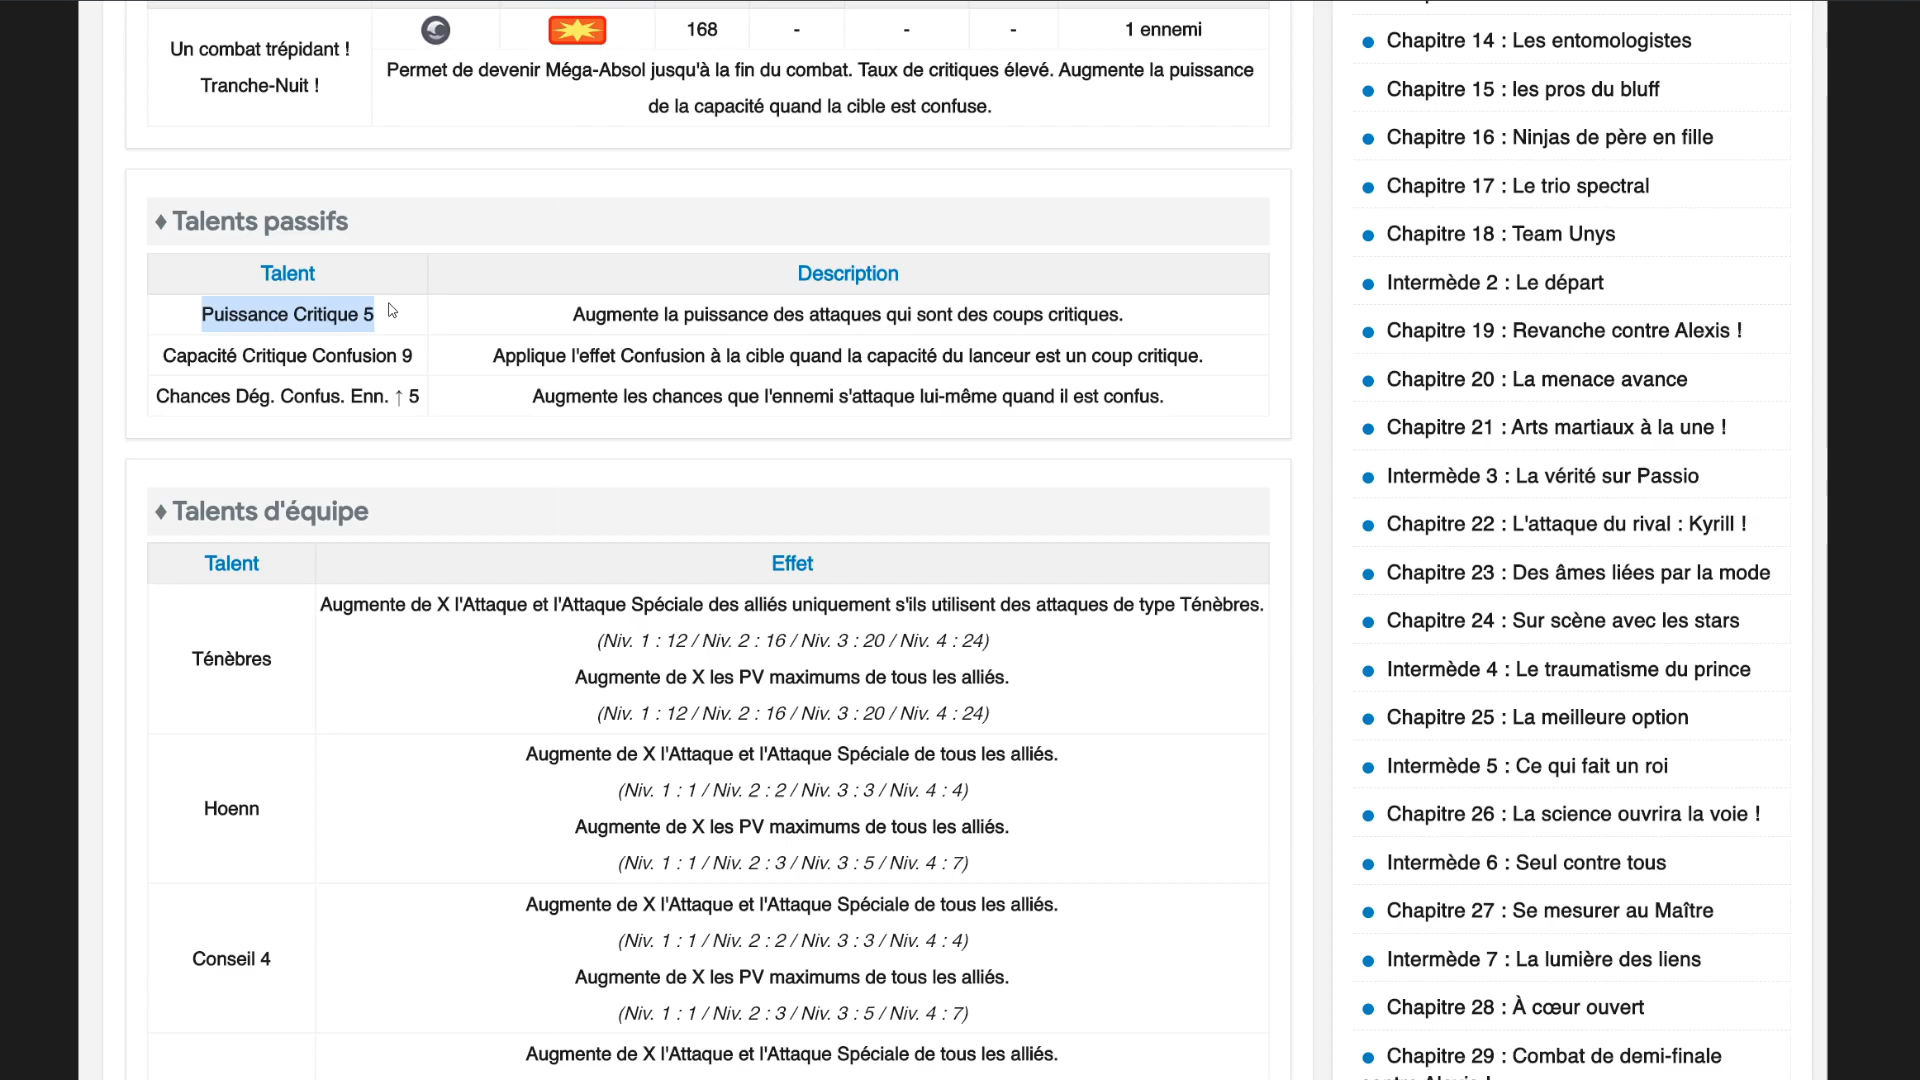 Un combat trépidant !
Tranche-Nuit !
168
-
-
-
1 ennemi
Permet de devenir Méga-Absol jusqu'à la fin du combat. Taux de critiques élevé. Augmente la puissance
de la capacité quand la cible est confuse.
♦ Talents passifs
Talent
Description
Puissance Critique 5
Augmente la puissance des attaques qui sont des coups critiques.
Capacité Critique Confusion 9
Applique l'effet Confusion à la cible quand la capacité du lanceur est un coup critique.
Chances Dég. Confus. Enn. ↑ 5
Augmente les chances que l'ennemi s'attaque lui-même quand il est confus.
♦ Talents d'équipe
Talent
Effet
Ténèbres
Augmente de X l'Attaque et l'Attaque Spéciale des alliés uniquement s'ils utilisent des attaques de type Ténèbres.
(Niv. 1 : 12 / Niv. 2 : 16 / Niv. 3 : 20 / Niv. 4 : 24)
Augmente de X les PV maximums de tous les alliés.
(Niv. 1 : 12 / Niv. 2 : 16 / Niv. 3 : 20 / Niv. 4 : 24)
Hoenn
Augmente de X l'Attaque et l'Attaque Spéciale de tous les alliés.
(Niv. 1 : 1 / Niv. 2 : 2 / Niv. 3 : 3 / Niv. 4 : 4)
Augmente de X les PV maximums de tous les alliés.
(Niv. 1 : 1 / Niv. 2 : 3 / Niv. 3 : 5 / Niv. 4 : 7)
Conseil 4
Augmente de X l'Attaque et l'Attaque Spéciale de tous les alliés.
(Niv. 1 : 1 / Niv. 2 : 2 / Niv. 3 : 3 / Niv. 4 : 4)
Augmente de X les PV maximums de tous les alliés.
(Niv. 1 : 1 / Niv. 2 : 3 / Niv. 3 : 5 / Niv. 4 : 7)
Augmente de X l'Attaque et l'Attaque Spéciale de tous les alliés.
Chapitre 14 : Les entomologistes
Chapitre 15 : les pros du bluff
Chapitre 16 : Ninjas de père en fille
Chapitre 17 : Le trio spectral
Chapitre 18 : Team Unys
Intermède 2 : Le départ
Chapitre 19 : Revanche contre Alexis !
Chapitre 20 : La menace avance
Chapitre 21 : Arts martiaux à la une !
Intermède 3 : La vérité sur Passio
Chapitre 22 : L'attaque du rival : Kyrill !
Chapitre 23 : Des âmes liées par la mode
Chapitre 24 : Sur scène avec les stars
Intermède 4 : Le traumatisme du prince
Chapitre 25 : La meilleure option
Intermède 5 : Ce qui fait un roi
Chapitre 26 : La science ouvrira la voie !
Intermède 6 : Seul contre tous
Chapitre 27 : Se mesurer au Maître
Intermède 7 : La lumière des liens
Chapitre 28 : À cœur ouvert
Chapitre 29 : Combat de demi-finale